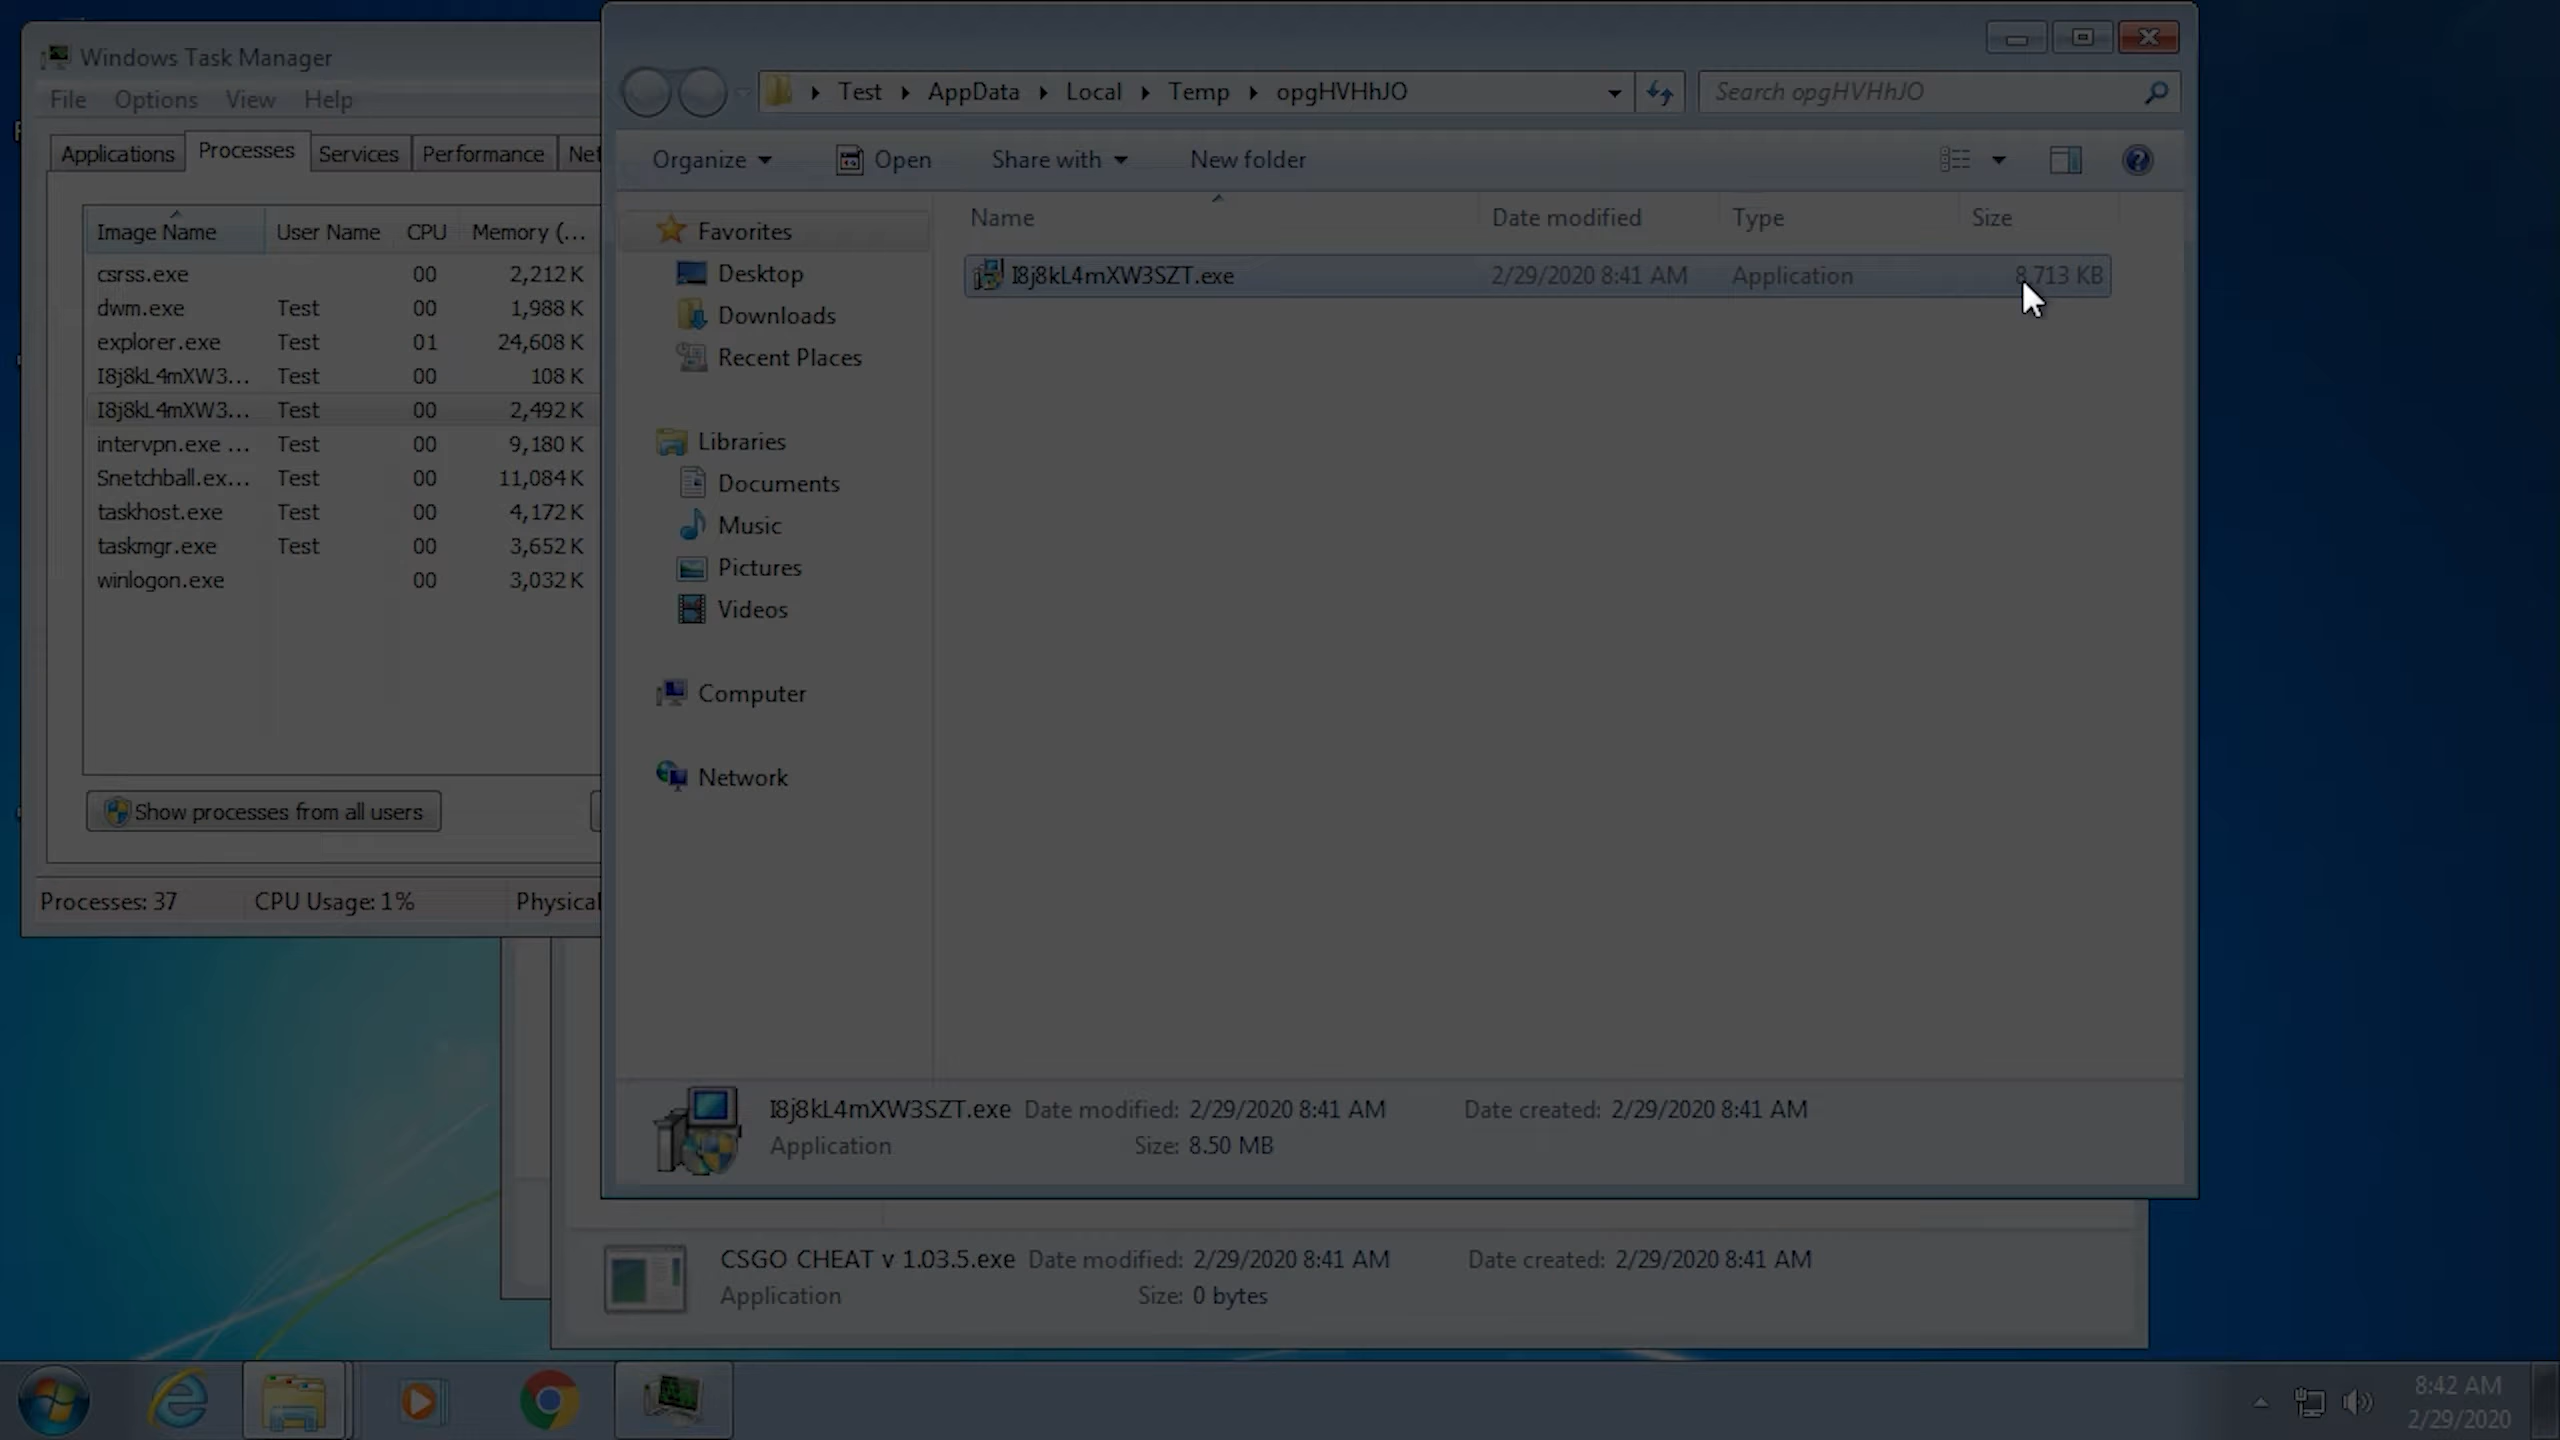 Windows Task Manager
File Options View Help
Applications Processes Services Performance Net
Image Name User Name CPU Memory (...
csrss.exe 00 2,212 K
dwm.exe Test 00 1,988 K
explorer.exe Test 01 24,608 K
I8j8kL4mXW3... Test 00 108 K
I8j8kL4mXW3... Test 00 2,492 K
intervpn.exe ... Test 00 9,180 K
Snetchball.ex... Test 00 11,084 K
taskhost.exe Test 00 4,172 K
taskmgr.exe Test 00 3,652 K
winlogon.exe 00 3,032 K
Show processes from all users
Processes: 37 CPU Usage: 1% Physical
Test AppData Local Temp opgHVHhJO
Search opgHVHhJO
Organize Open Share with New folder
Favorites
Desktop
Downloads
Recent Places
Libraries
Documents
Music
Pictures
Videos
Computer
Network
Name Date modified Type Size
I8j8kL4mXW3SZT.exe 2/29/2020 8:41 AM Application 8,713 KB
I8j8kL4mXW3SZT.exe Date modified: 2/29/2020 8:41 AM Date created: 2/29/2020 8:41 AM
Application Size: 8.50 MB
CSGO CHEAT v 1.03.5.exe Date modified: 2/29/2020 8:41 AM Date created: 2/29/2020 8:41 AM
Application Size: 0 bytes
8:42 AM
2/29/2020